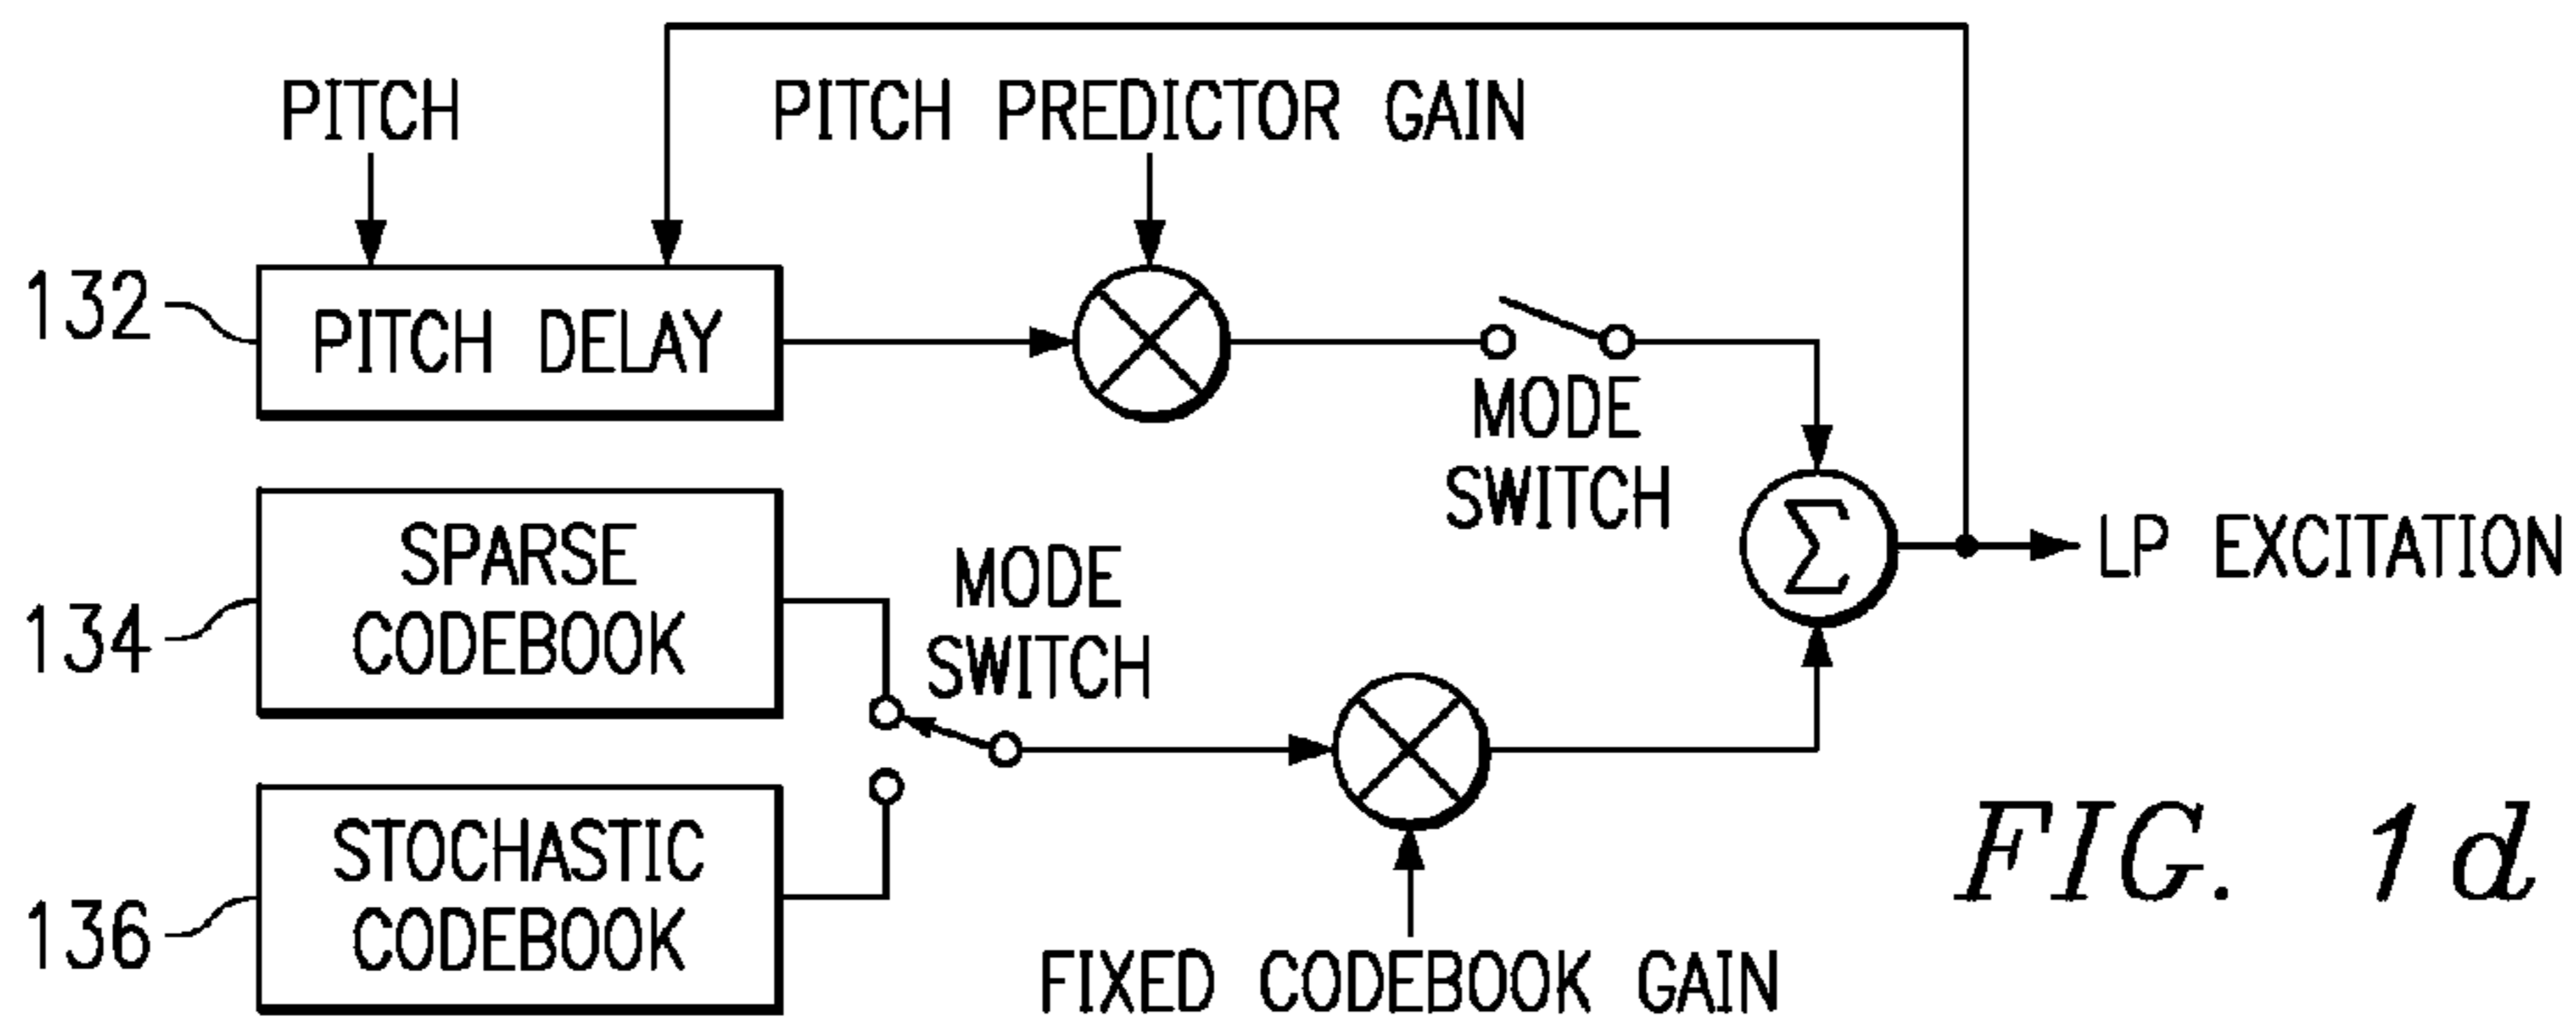 PITCH
PITCH PREDICTOR GAIN
132
PITCH DELAY
MODE
SWITCH
134
SPARSE
CODEBOOK
MODE
SWITCH
Σ
LP EXCITATION
136
STOCHASTIC
CODEBOOK
FIXED CODEBOOK GAIN
FIG. 1d